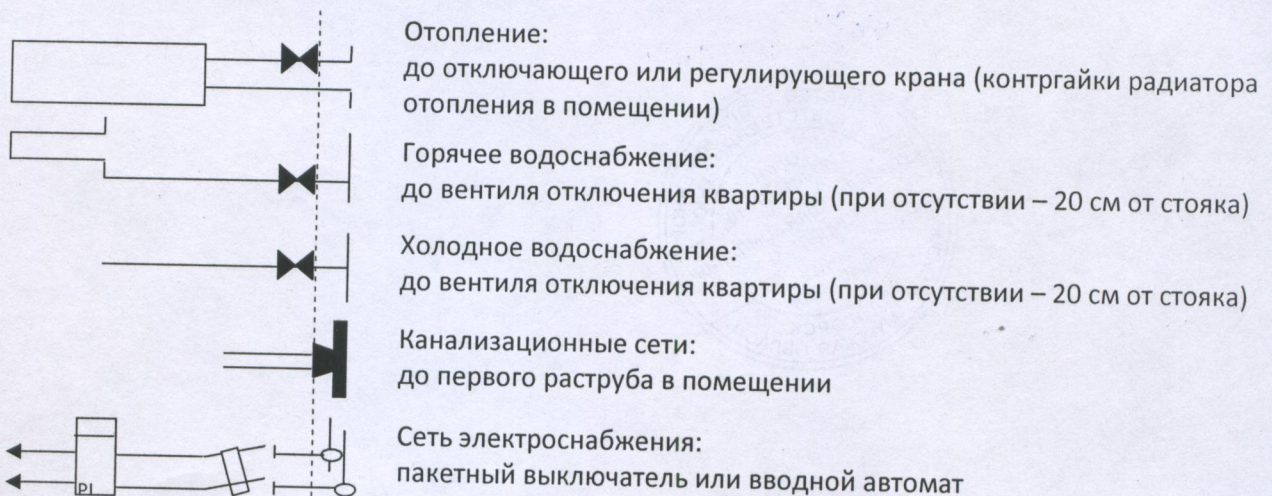 Отопление:
до отключающего или регулирующего крана (контргайки радиатора
отопления в помещении)
Горячее водоснабжение:
до вентиля отключения квартиры (при отсутствии – 20 см от стояка)
Холодное водоснабжение:
до вентиля отключения квартиры (при отсутствии – 20 см от стояка)
Канализационные сети:
до первого раструба в помещении
Сеть электроснабжения:
пакетный выключатель или вводной автомат
PI